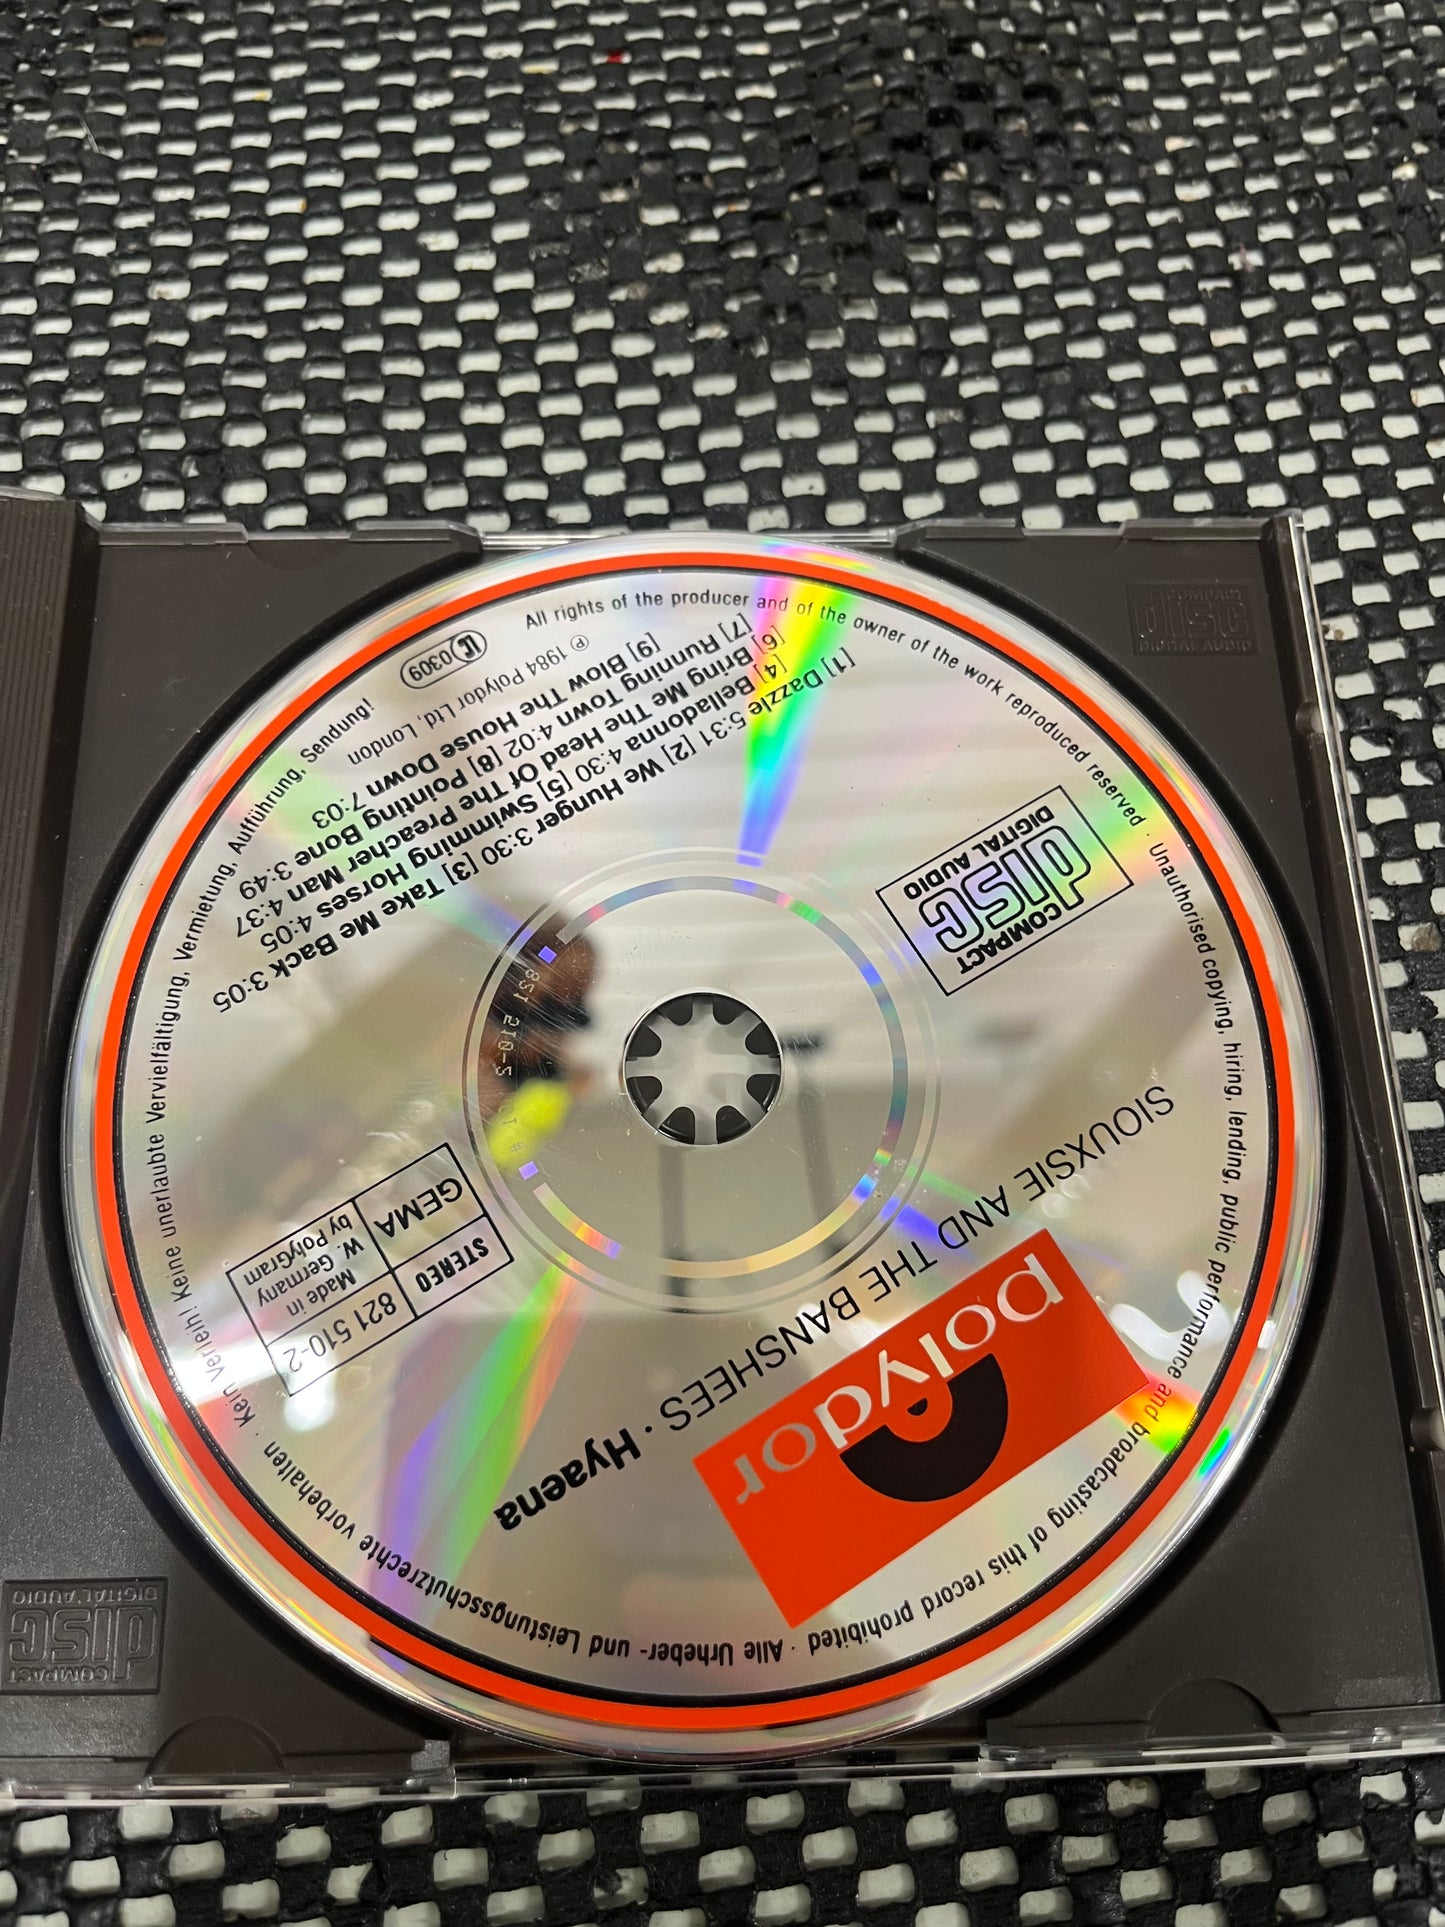 polydor
SIOUXSIE AND THE BANSHEES · Hyaena
821 510-2
Made in
W. Germany
by PolyGram
STEREO
GEMA
COMPACT
disc
DIGITAL AUDIO
[1] Dazzle 5:31 [2] We Hunger 3:30 [3] Take Me Back 3:05
[4] Belladonna 4:30 [5] Swimming Horses 4:05
[6] Bring Me The Head Of The Preacher Man 4:37
[7] Running Town 4:02 [8] Pointing Bone 3:49
[9] Blow The House Down 7:03
℗ 1984 Polydor Ltd., London
LC 0309
All rights of the producer and of the owner of the work reproduced reserved · Unauthorised copying, hiring, lending, public performance and broadcasting of this record prohibited · Alle Urheber- und Leistungsschutzrechte vorbehalten · Kein Verleih! Keine unerlaubte Vervielfältigung, Vermietung, Aufführung, Sendung!
821 510-2
#
COMPACT
disc
DIGITAL AUDIO
COMPACT
disc
DIGITAL AUDIO